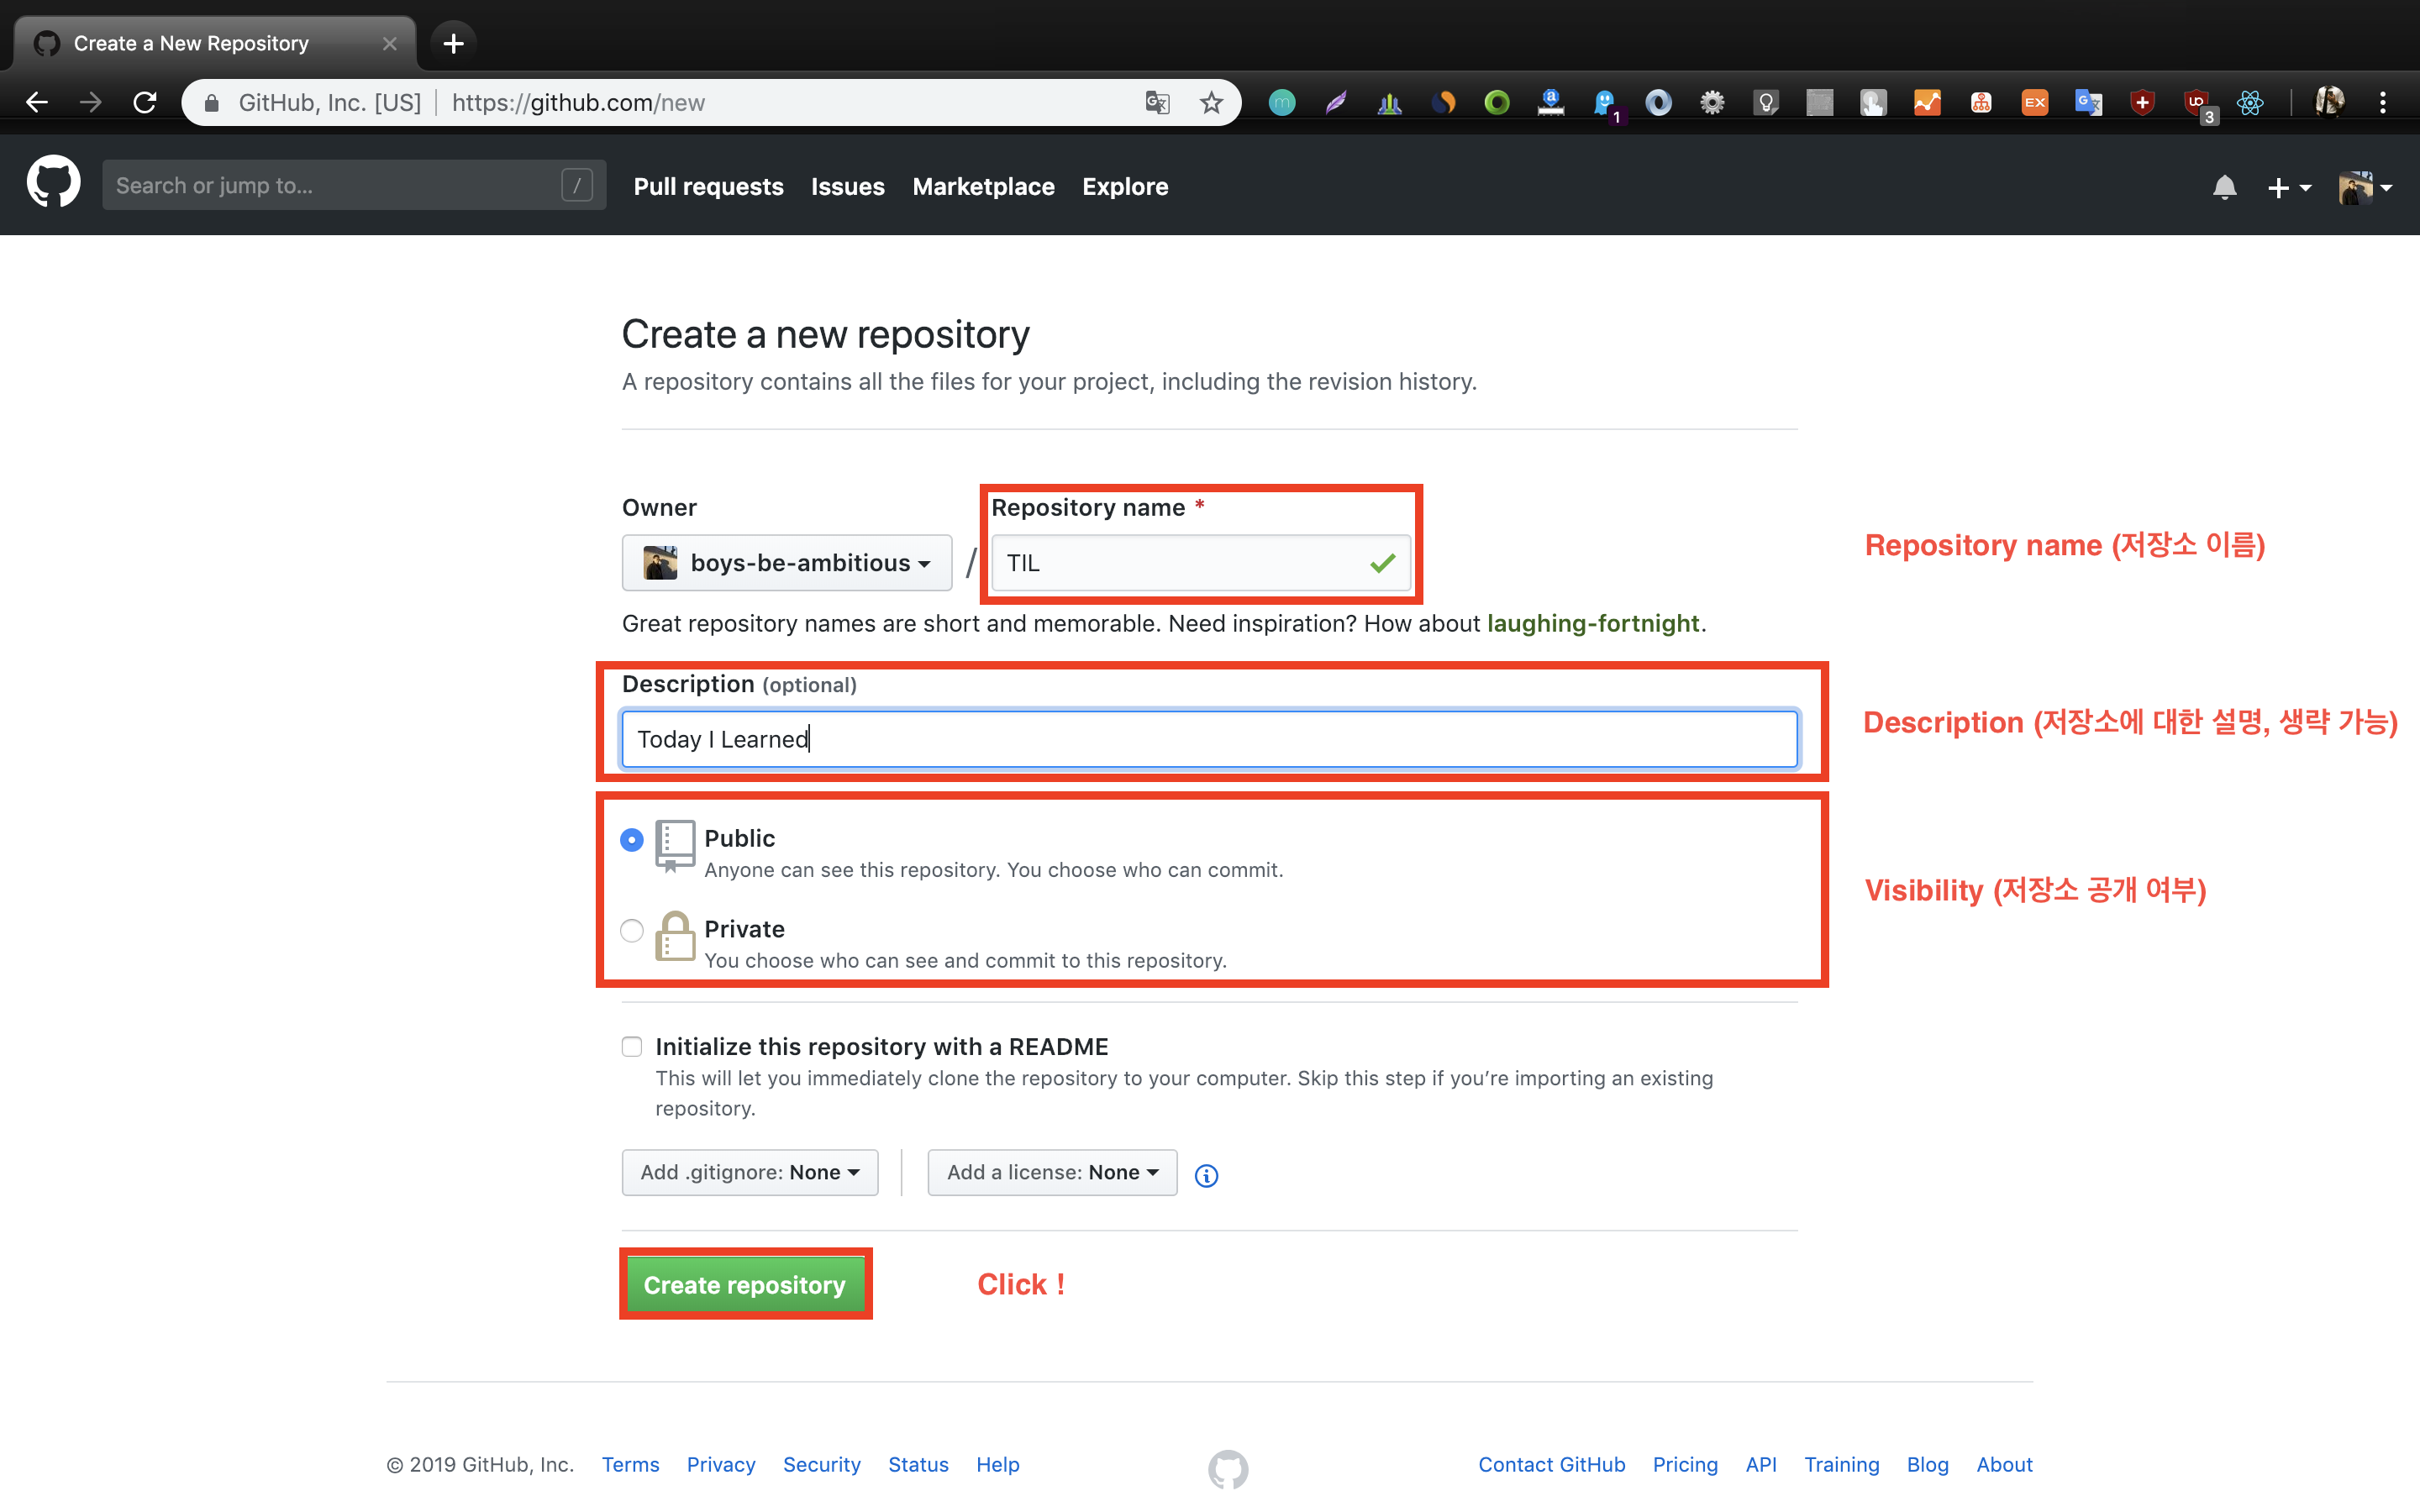 Create a New Repository
GitHub, Inc. [US] https://github.com/new
1
EX
3
Search or jump to... /
Pull requests Issues Marketplace Explore
Create a new repository
A repository contains all the files for your project, including the revision history.
Owner Repository name *
boys-be-ambitious / TIL
Repository name (저장소 이름)
Great repository names are short and memorable. Need inspiration? How about laughing-fortnight.
Description (optional)
Today I Learned
Description (저장소에 대한 설명, 생략 가능)
Public
Anyone can see this repository. You choose who can commit.
Visibility (저장소 공개 여부)
Private
You choose who can see and commit to this repository.
Initialize this repository with a README
This will let you immediately clone the repository to your computer. Skip this step if you’re importing an existing
repository.
Add .gitignore: None Add a license: None
Create repository Click !
© 2019 GitHub, Inc. Terms Privacy Security Status Help Contact GitHub Pricing API Training Blog About